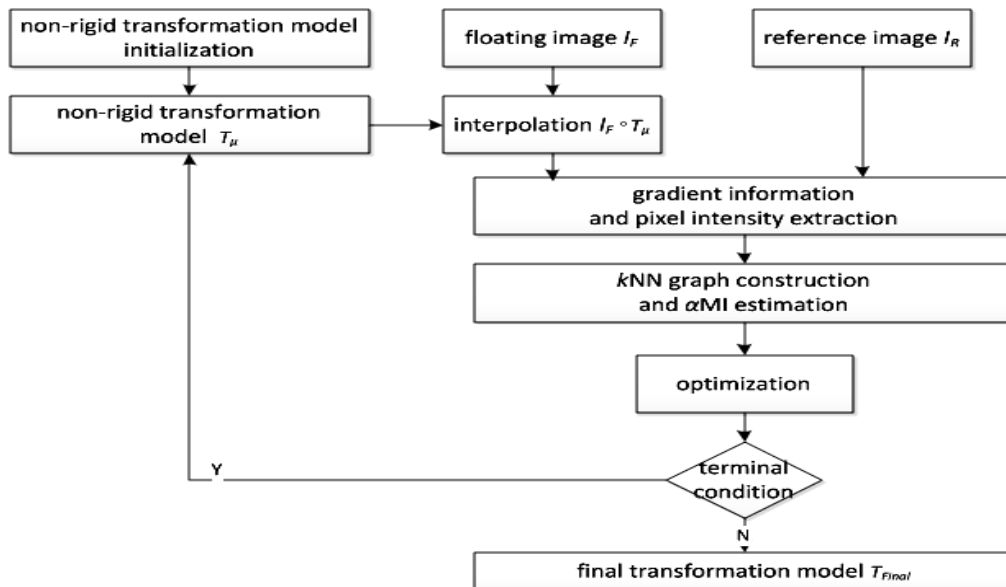 non-rigid transformation model
initialization
floating image I_F
reference image I_R
non-rigid transformation
model T_μ
interpolation I_F ∘ T_μ
gradient information
and pixel intensity extraction
kNN graph construction
and αMI estimation
optimization
terminal
condition
Y
N
final transformation model T_Final